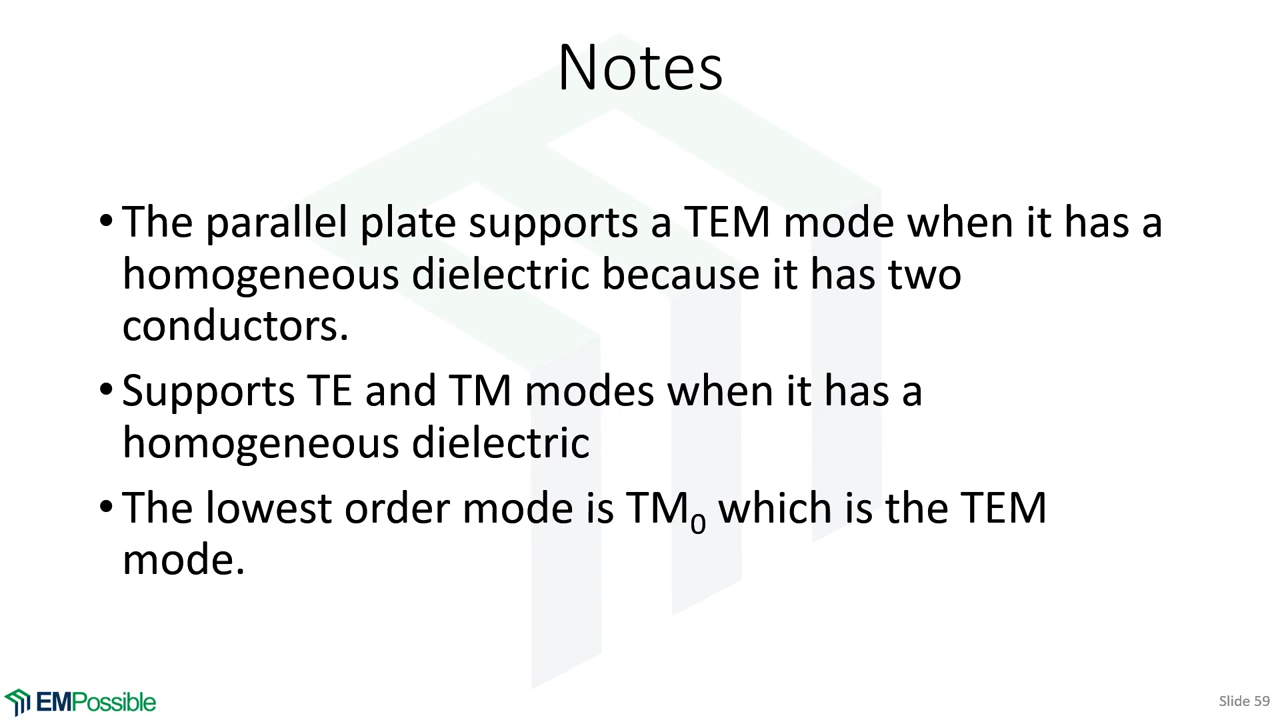 Notes
• The parallel plate supports a TEM mode when it has a
homogeneous dielectric because it has two
conductors.
• Supports TE and TM modes when it has a
homogeneous dielectric
• The lowest order mode is TM₀ which is the TEM
mode.
EMPossible
Slide 59